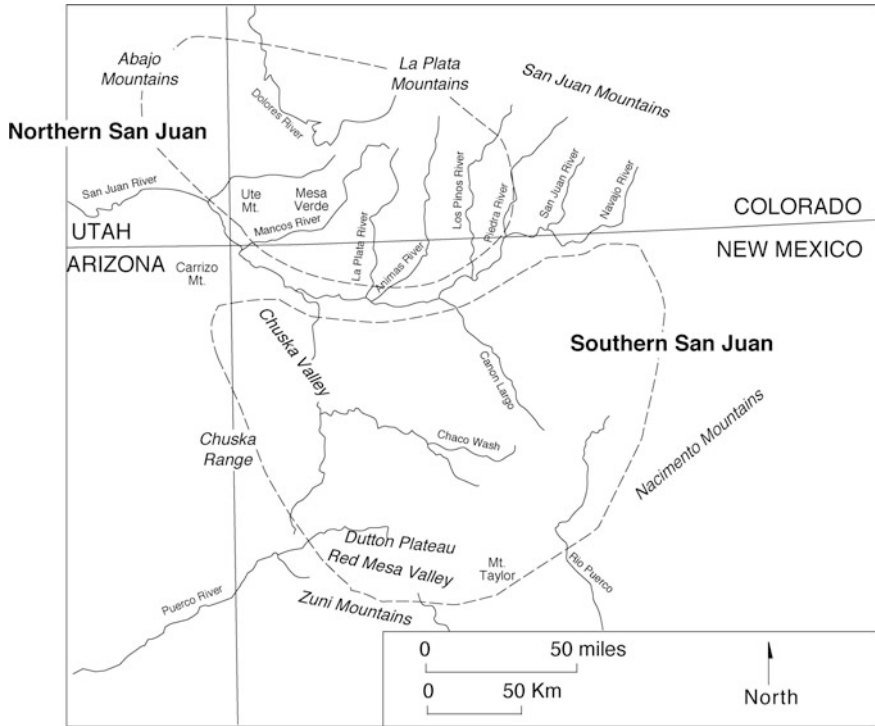 Abajo
Mountains
La Plata
Mountains
San Juan Mountains
Dolores River
Northern San Juan
San Juan River
Ute
Mt.
Mesa
Verde
Mancos River
La Plata River
Animas River
Los Pinos River
Piedra River
San Juan River
Navajo River
COLORADO
UTAH
NEW MEXICO
ARIZONA
Carrizo
Mt.
Chuska Valley
Southern San Juan
Canon Largo
Chuska
Range
Chaco Wash
Nacimento Mountains
Dutton Plateau
Red Mesa Valley
Mt.
Taylor
Rio Puerco
Puerco River
Zuni Mountains
0 50 miles
0 50 Km
North